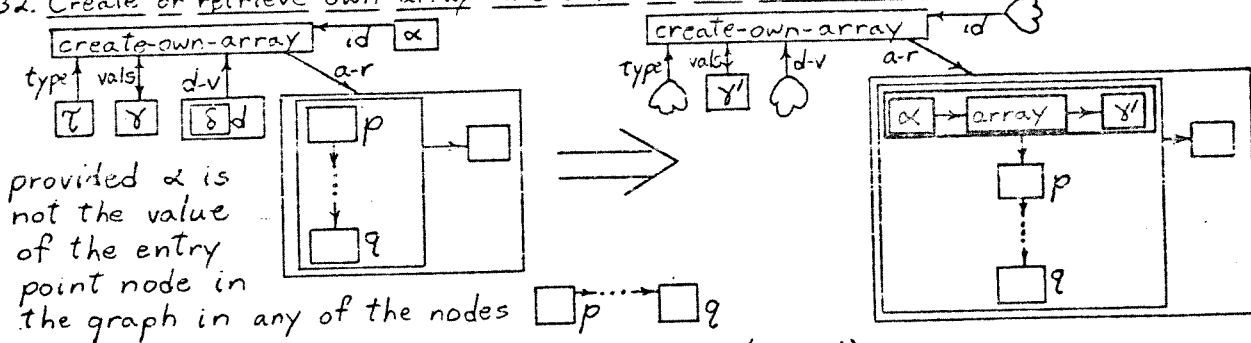 32. Create or retrieve own array
create-own-array
id
α
type
vals
d-v
a-r
τ
γ
δ
d
p
q
create-own-array
id
type
vals
d-v
a-r
γ'
α
array
γ'
p
q
provided α is
not the value
of the entry
point node in
the graph in any of the nodes
p
q